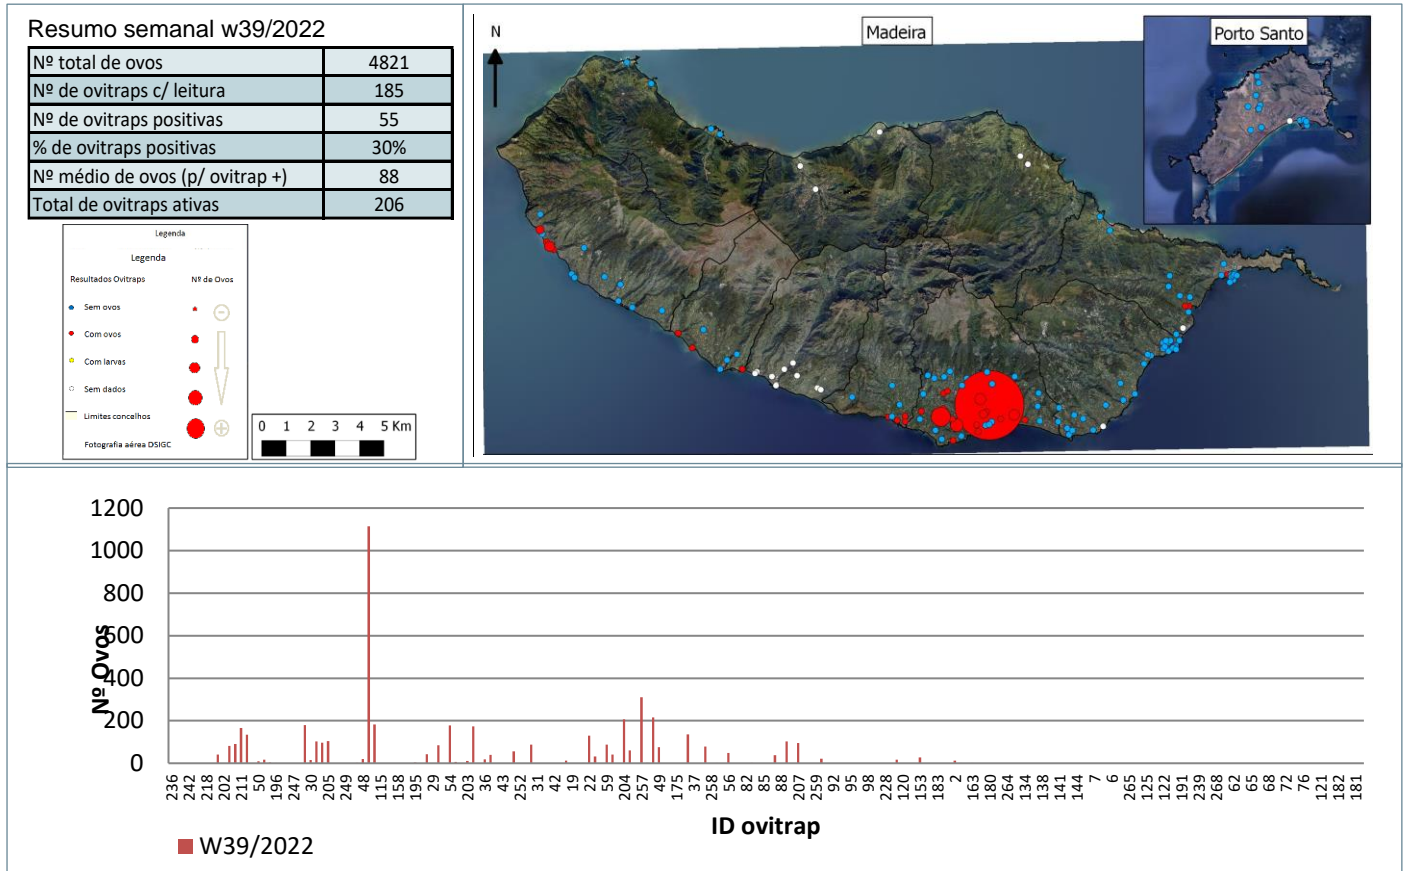 Resumo semanal w39/2022
Nº total de ovos 4821
Nº de ovitraps c/ leitura 185
Nº de ovitraps positivas 55
% de ovitraps positivas 30%
Nº médio de ovos (p/ ovitrap +) 88
Total de ovitraps ativas 206
Legenda
Legenda
Resultados Ovitraps Nº de Ovos
Sem ovos
Com ovos
Com larvas
Sem dados
Limites concelhos
Fotografia aérea DSIGC
0 1 2 3 4 5 Km
N
Madeira
Porto Santo
1200
1000
800
600
400
200
0
Nº Ovos
236 242 218 202 211 50 196 247 30 205 249 48 115 158 195 29 54 203 36 43 252 31 42 19 22 59 204 257 49 175 37 258 56 82 85 88 207 259 92 95 98 228 120 153 183 2 163 180 264 134 138 141 144 7 6 265 125 122 191 239 268 62 65 68 72 76 121 182 181
ID ovitrap
W39/2022